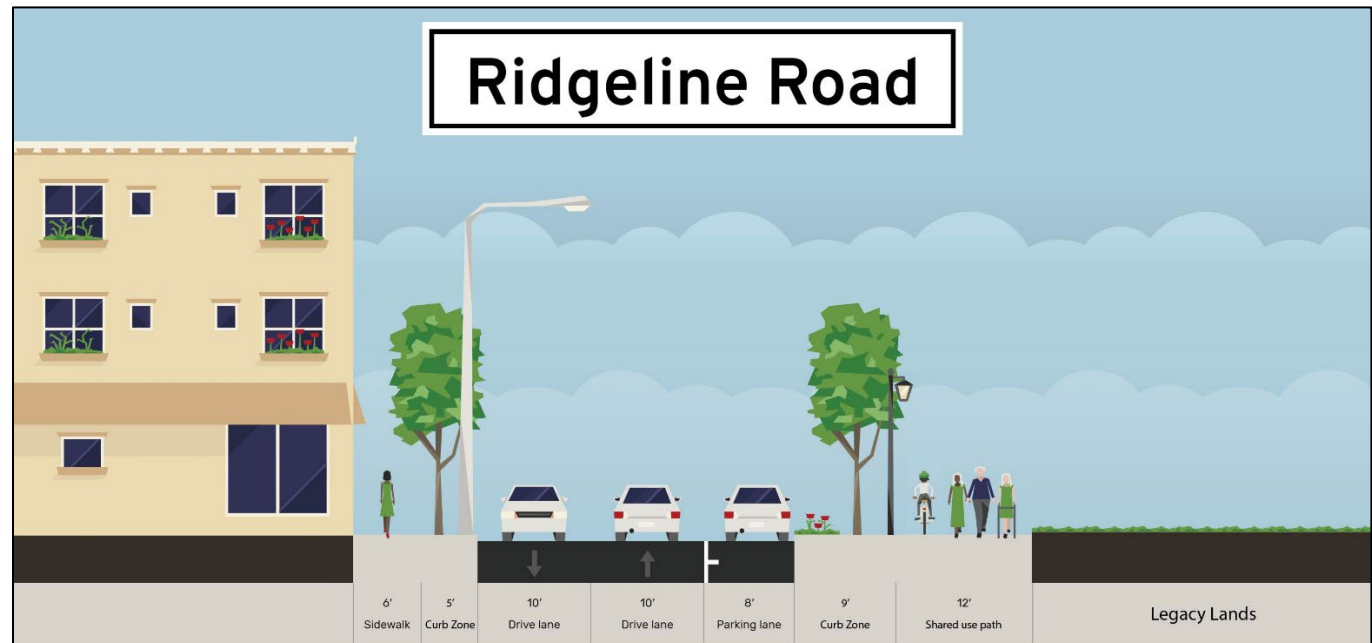 Ridgeline Road
6'
Sidewalk
5'
Curb Zone
10'
Drive lane
10'
Drive lane
8'
Parking lane
9'
Curb Zone
12'
Shared use path
Legacy Lands